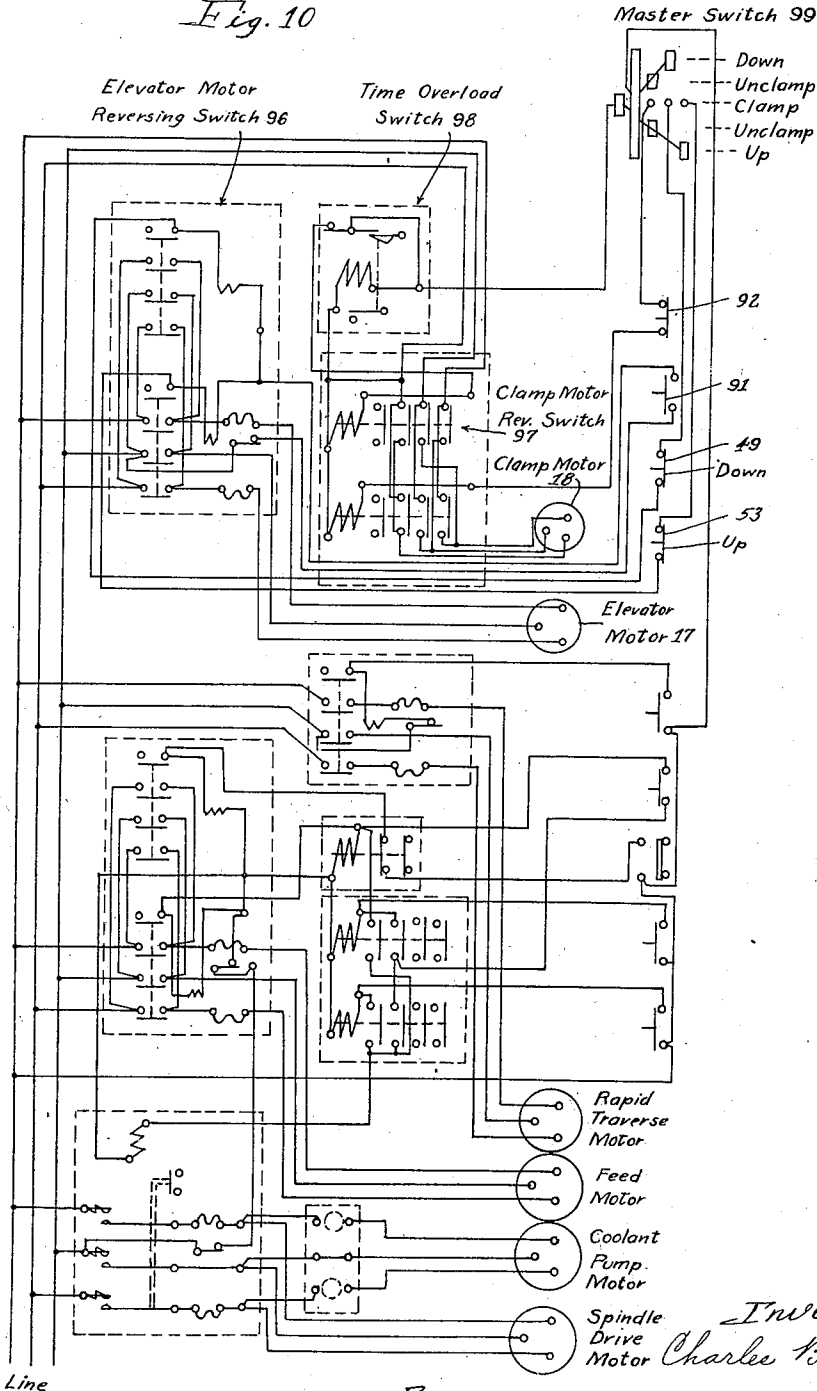 Fig. 10
Master Switch 99
Down
Unclamp
Clamp
Unclamp
Up
Elevator Motor
Reversing Switch 96
Time Overload
Switch 98
92
91
Clamp Motor
Rev. Switch
97
Clamp Motor
18
49
Down
53
Up
Elevator
Motor 17
Rapid
Traverse
Motor
Feed
Motor
Coolant
Pump
Motor
Spindle
Drive
Motor
Charles
Line